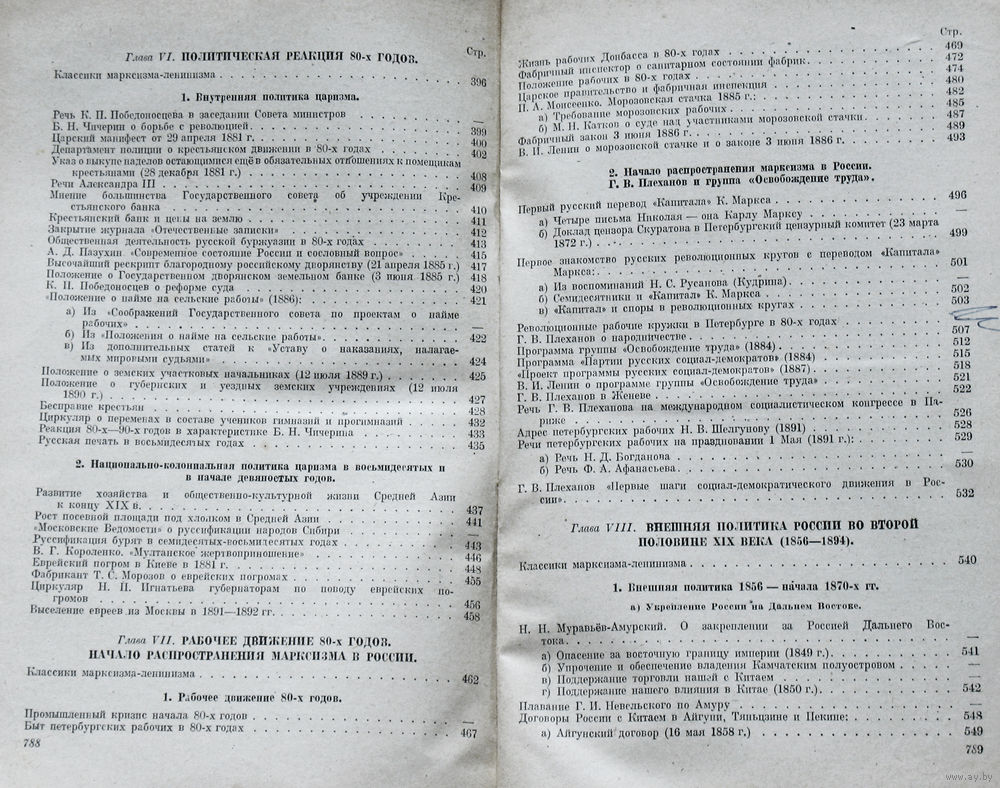 Стр.
Глава VI. ПОЛИТИЧЕСКАЯ РЕАКЦИЯ 80-х ГОДОВ.
Классики марксизма-ленинизма 396
1. Внутренняя политика царизма.
Речь К. П. Победоносцева в заседании Совета министров —
Б. Н. Чичерин о борьбе с революцией 399
Царский манифест от 29 апреля 1881 г. 400
Департамент полиции о крестьянском движении в 80-х годах 402
Указ о выкупе наделов остающимися ещё в обязательных отношениях к помещикам
крестьянами (28 декабря 1881 г.) 408
Речи Александра III 409
Мнение большинства Государственного совета об учреждении Кре-
стьянского банка 410
Крестьянский банк и цены на землю 411
Закрытие журнала «Отечественные записки» 412
Общественная деятельность русской буржуазии в 80-х годах 413
А. Д. Пазухин. «Современное состояние России и сословный вопрос» 415
Высочайший рескрипт благородному российскому дворянству (21 апреля 1885 г.) 417
Положение о Государственном дворянском земельном банке (3 июня 1885 г.) 418
К. П. Победоносцев о реформе суда 420
«Положение о найме на сельские работы» (1886): 421
а) Из «Соображений Государственного совета по проектам о найме
рабочих» —
б) Из «Положения о найме на сельские работы» 422
в) Из дополнительных статей к «Уставу о наказаниях, налагае-
мых мировыми судьями» 424
Положение о земских участковых начальниках (12 июля 1889 г.) 425
Положение о губернских и уездных земских учреждениях (12 июля
1890 г.) 427
Бесправие крестьян 428
Циркуляр о переменах в составе учеников гимназий и прогимназий 432
Реакция 80-х—90-х годов в характеристике Б. Н. Чичерина 433
Русская печать в восьмидесятых годах 435
2. Национально-колониальная политика царизма в восьмидесятых и
в начале девяностых годов.
Развитие хозяйства и общественно-культурной жизни Средней Азии
к концу XIX в. 437
Рост посевной площади под хлопком в Средней Азии 441
«Московские Ведомости» о руссификации народов Сибири —
Руссификация бурят в семидесятых-восьмидесятых годах 443
В. Г. Короленко. «Мултанское жертвоприношение» 446
Еврейский погром в Киеве в 1881 г. 448
Фабрикант Т. С. Морозов о еврейских погромах 455
Циркуляр Н. П. Игнатьева губернаторам по поводу еврейских по-
громов 456
Выселение евреев из Москвы в 1891—1892 гг. 458
Глава VII. РАБОЧЕЕ ДВИЖЕНИЕ 80-х ГОДОВ.
НАЧАЛО РАСПРОСТРАНЕНИЯ МАРКСИЗМА В РОССИИ.
Классики марксизма-ленинизма 462
1. Рабочее движение 80-х годов.
Промышленный кризис начала 80-х годов —
Быт петербургских рабочих в 80-х годах 467
788
Стр.
Жизнь рабочих Донбасса в 80-х годах 469
Фабричный инспектор о санитарном состоянии фабрик 472
Положение рабочих в 80-х годах 474
Царское правительство и фабричная инспекция 480
П. А. Моисеенко. Морозовская стачка 1885 г.: 482
а) Требование морозовских рабочих 485
б) М. Н. Катков о суде над участниками морозовской стачки 487
Фабричный закон 3 июня 1886 г. 489
В. И. Ленин о морозовской стачке и о законе 3 июня 1886 г. 493
2. Начало распространения марксизма в России.
Г. В. Плеханов и группа «Освобождение труда».
Первый русский перевод «Капитала» К. Маркса 496
а) Четыре письма Николая — она Карлу Марксу —
б) Доклад цензора Скуратова в Петербургский цензурный комитет (23 марта
1872 г.) 499
Первое знакомство русских революционных кругов с переводом «Капитала»
Маркса: 501
а) Из воспоминаний Н. С. Русанова (Кудрина) —
б) Семидесятники и «Капитал» К. Маркса 502
в) «Капитал» и споры в революционных кругах 503
Революционные рабочие кружки в Петербурге в 80-х годах —
Г. В. Плеханов о народничестве 507
Программа группы «Освобождение труда» (1884) 512
Программа «Партии русских социал-демократов» (1884) 515
«Проект программы русских социал-демократов» (1887) 518
В. И. Ленин о программе группы «Освобождение труда» 521
Г. В. Плеханов в Женеве 522
Речь Г. В. Плеханова на международном социалистическом конгрессе в Па-
риже 526
Адрес петербургских рабочих Н. В. Шелгунову (1891) 528
Речи петербургских рабочих на праздновании 1 Мая (1891 г.): 529
а) Речь Н. Д. Богданова —
б) Речь Ф. А. Афанасьева 530
Г. В. Плеханов «Первые шаги социал-демократического движения в Рос-
сии» 532
Глава VIII. ВНЕШНЯЯ ПОЛИТИКА РОССИИ ВО ВТОРОЙ
ПОЛОВИНЕ XIX ВЕКА (1856—1894).
Классики марксизма-ленинизма 540
1. Внешняя политика 1856 — начала 1870-х гг.
а) Укрепление России на Дальнем Востоке.
Н. Н. Муравьёв-Амурский. О закреплении за Россией Дальнего Вос-
тока —
а) Опасение за восточную границу империи (1849 г.) 541
б) Упрочение и обеспечение владения Камчатским полуостровом —
в) Поддержание торговли нашей с Китаем —
г) Поддержание нашего влияния в Китае (1850 г.) 542
Плавание Г. И. Невельского по Амуру —
Договоры России с Китаем в Айгуни, Тяньцзине и Пекине: 548
а) Айгунский договор (16 мая 1858 г.) 549
789
www.ay.by